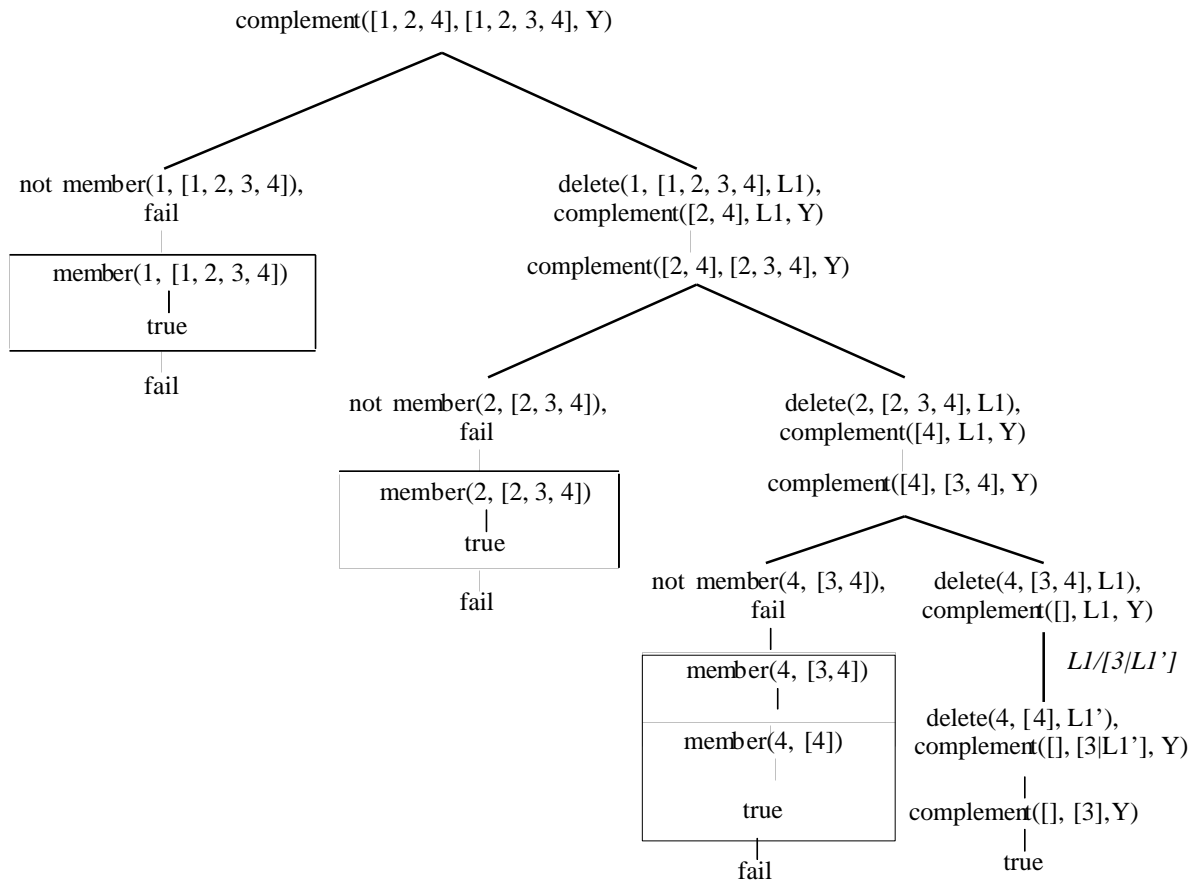 complement([1, 2, 4], [1, 2, 3, 4], Y)
not member(1, [1, 2, 3, 4]),
fail
member(1, [1, 2, 3, 4])
true
fail
delete(1, [1, 2, 3, 4], L1),
complement([2, 4], L1, Y)
complement([2, 4], [2, 3, 4], Y)
not member(2, [2, 3, 4]),
fail
member(2, [2, 3, 4])
true
fail
delete(2, [2, 3, 4], L1),
complement([4], L1, Y)
complement([4], [3, 4], Y)
not member(4, [3, 4]),
fail
member(4, [3, 4])
member(4, [4])
true
fail
delete(4, [3, 4], L1),
complement([], L1, Y)
L1/[3|L1’]
delete(4, [4], L1’),
complement([], [3|L1’], Y)
complement([], [3],Y)
true